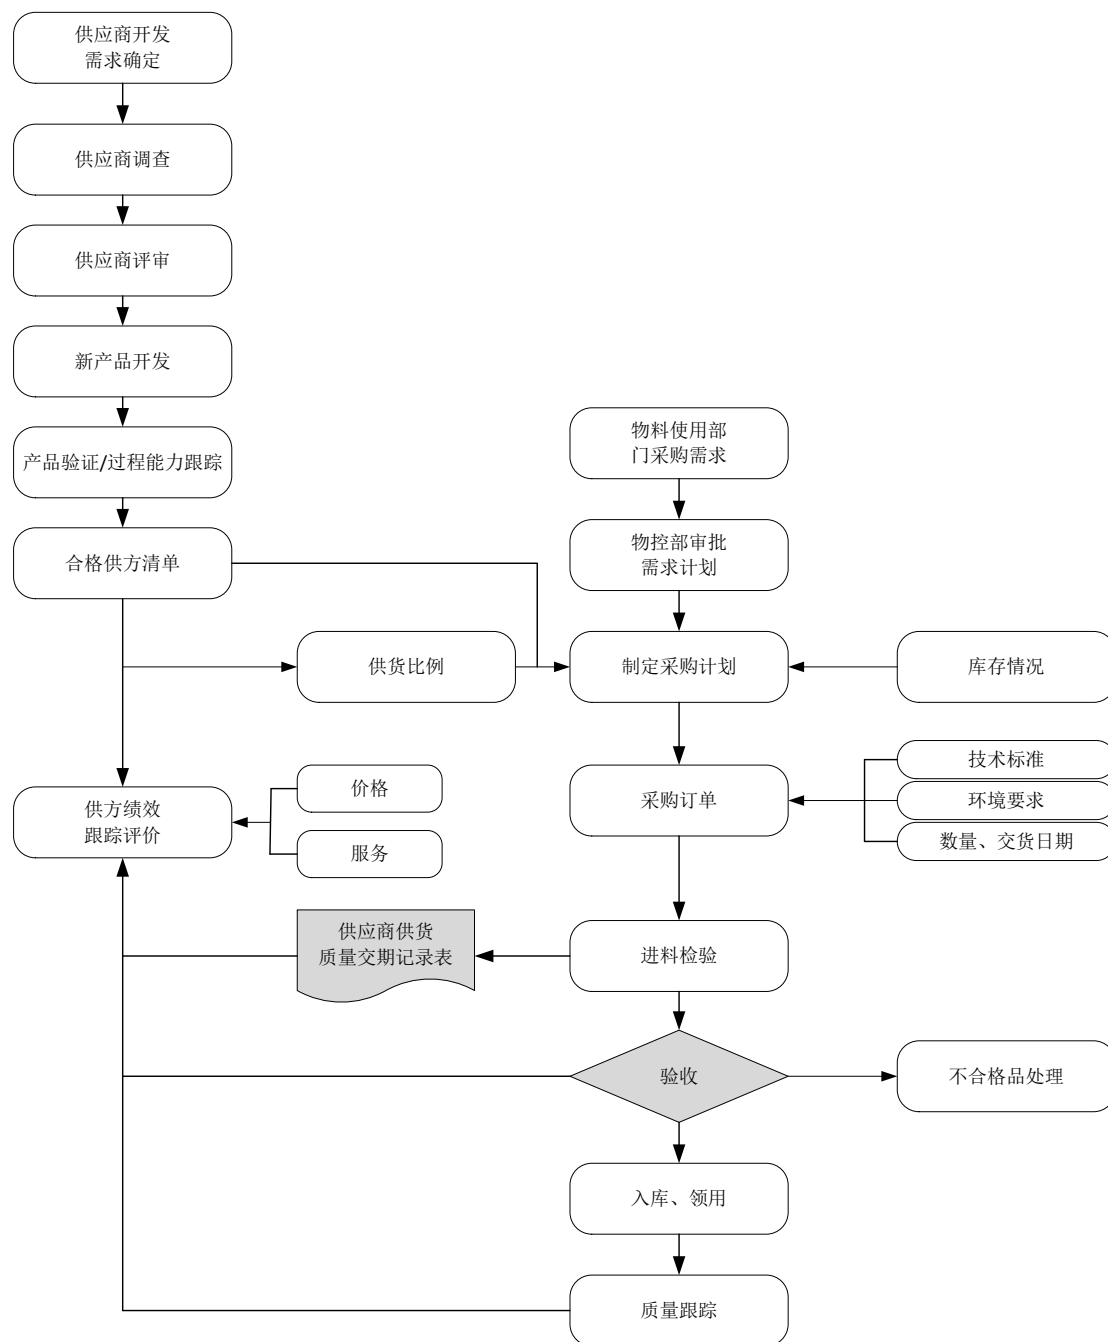 供应商开发
需求确定
供应商调查
供应商评审
新产品开发
产品验证/过程能力跟踪
合格供方清单
物料使用部
门采购需求
物控部审批
需求计划
供货比例
制定采购计划
库存情况
供方绩效
跟踪评价
价格
服务
采购订单
技术标准
环境要求
数量、交货日期
供应商供货
质量交期记录表
进料检验
验收
不合格品处理
入库、领用
质量跟踪